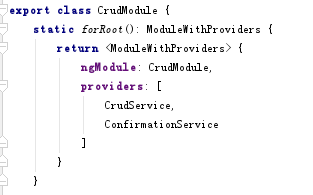 export class CrudModule {
    static forRoot(): ModuleWithProviders {
        return <ModuleWithProviders> {
            ngModule: CrudModule,
            providers: [
                CrudService,
                ConfirmationService
            ]
        }
    }